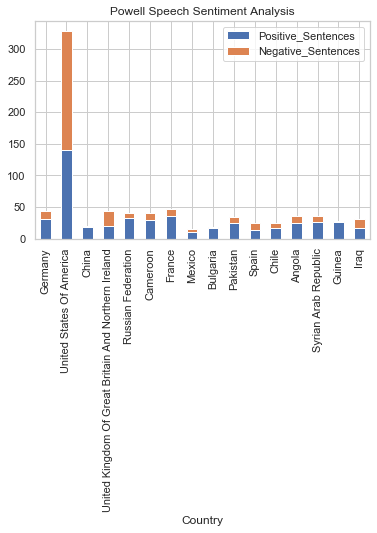 Powell Speech Sentiment Analysis
Positive_Sentences
Negative_Sentences
300
250
200
150
100
50
0
Germany
United States Of America
China
United Kingdom Of Great Britain And Northern Ireland
Russian Federation
Cameroon
France
Mexico
Bulgaria
Pakistan
Spain
Chile
Angola
Syrian Arab Republic
Guinea
Iraq
Country